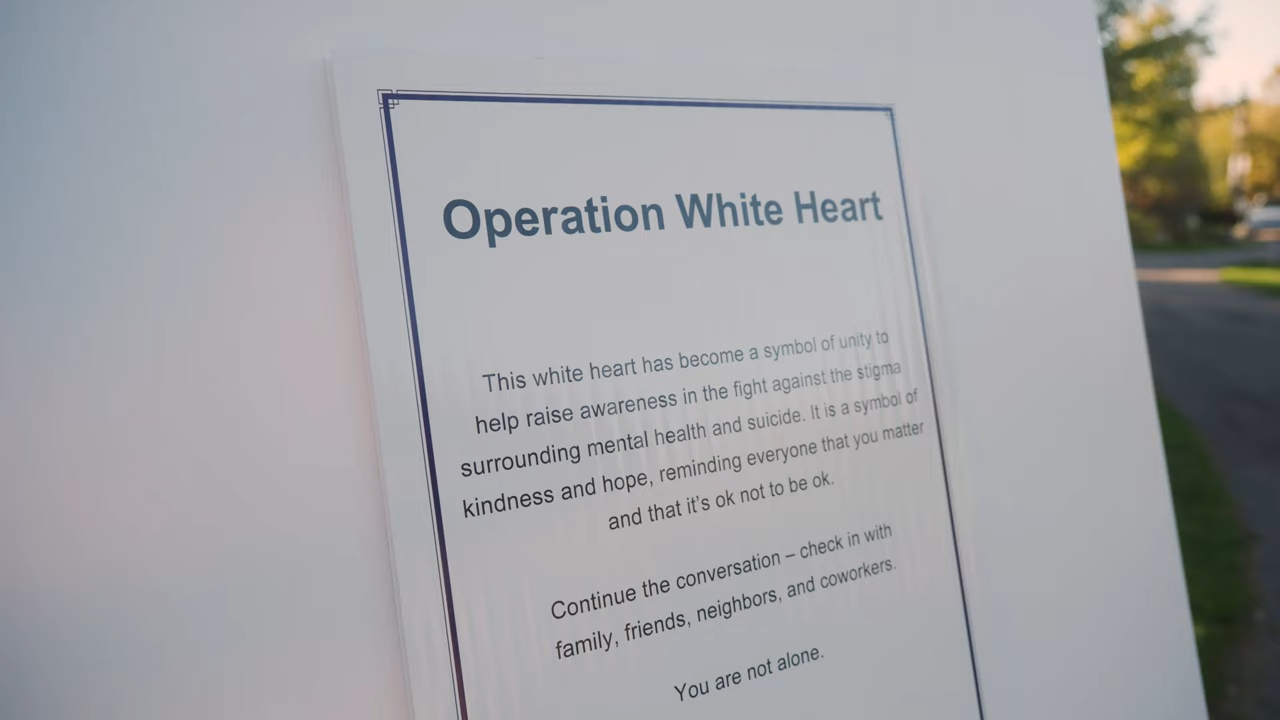 Operation White Heart
This white heart has become a symbol of unity to
help raise awareness in the fight against the stigma
surrounding mental health and suicide. It is a symbol of
kindness and hope, reminding everyone that you matter
and that it’s ok not to be ok.
Continue the conversation – check in with
family, friends, neighbors, and coworkers.
You are not alone.